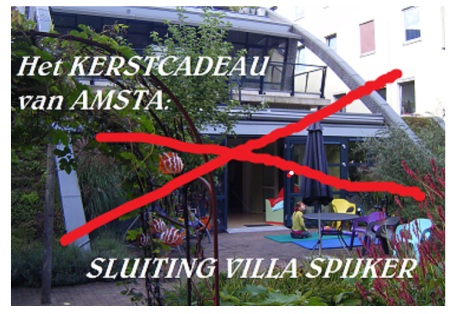 Het KERSTCADEAU
van AMSTA:
SLUITING VILLA SPIJKER